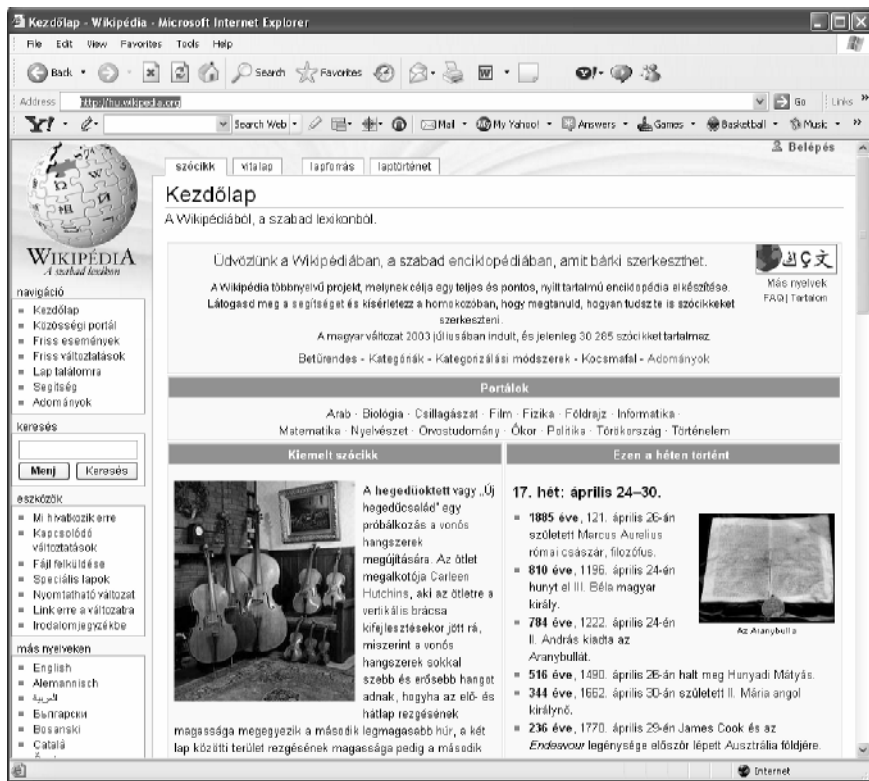 Kezdőlap - Wikipédia - Microsoft Internet Explorer
File Edit View Favorites Tools Help
Back Search Favorites
Address http://hu.wikipedia.org Go Links
Y! Search Web Mail My Yahoo! Answers Games Basketball Music
Belépés
szócikk vitalap lapforrás laptörténet
Kezdőlap
A Wikipédiából, a szabad lexikonból.
WIKIPÉDIA
A szabad lexikon
Üdvözlünk a Wikipédiában, a szabad enciklopédiában, amit bárki szerkeszthet.
A Wikipédia többnyelvű projekt, melynek célja egy teljes és pontos, nyílt tartalmú enciklopédia elkészítése.
Látogasd meg a segítséget és kísérletezz a homokozóban, hogy megtanuld, hogyan tudsz te is szócikkeket
szerkeszteni.
A magyar változat 2003 júliusában indult, és jelenleg 30 285 szócikket tartalmaz.
Más nyelvek
FAQ | Tartalom
Betűrendes - Kategóriák - Kategorizálási módszerek - Kocsmafal - Adományok
navigáció
Kezdőlap
Közösségi portál
Friss események
Friss változtatások
Lap találomra
Segítség
Adományok
keresés
Menj Keresés
eszközök
Mi hivatkozik erre
Kapcsolódó
változtatások
Fájl felküldése
Speciális lapok
Nyomtatható változat
Link erre a változatra
Irodalomjegyzékbe
más nyelveken
English
Alemannisch
العربية
Български
Bosanski
Català
Portálok
Arab · Biológia · Csillagászat · Film · Fizika · Földrajz · Informatika ·
Matematika · Nyelvészet · Orvostudomány · Ókor · Politika · Törökország · Történelem
Kiemelt szócikk
A hegedűoktett vagy „Új
hegedűcsalád" egy
próbálkozás a vonós
hangszerek
megújítására. Az ötlet
megalkotója Carleen
Hutchins, aki az ötletre a
vertikális brácsa
kifejlesztésekor jött rá,
miszerint a vonós
hangszerek sokkal
szebb és erősebb hangot
adnak, hogyha az elő- és
hátlap rezgésének
magassága megegyezik a második legmagasabb húr, a két
lap közötti terület rezgésének magassága pedig a második
Ezen a héten történt
17. hét: április 24–30.
1885 éve, 121. április 26-án
született Marcus Aurelius
római császár, filozófus.
810 éve, 1196. április 24-én
hunyt el III. Béla magyar
király.
784 éve, 1222. április 24-én
II. András kiadta az
Aranybullát.
Az Aranybulla
516 éve, 1490. április 26-án halt meg Hunyadi Mátyás.
344 éve, 1662. április 30-án született II. Mária angol
királynő.
236 éve, 1770. április 29-én James Cook és az
Endeavour legénysége először lépett Ausztrália földjére.
Internet